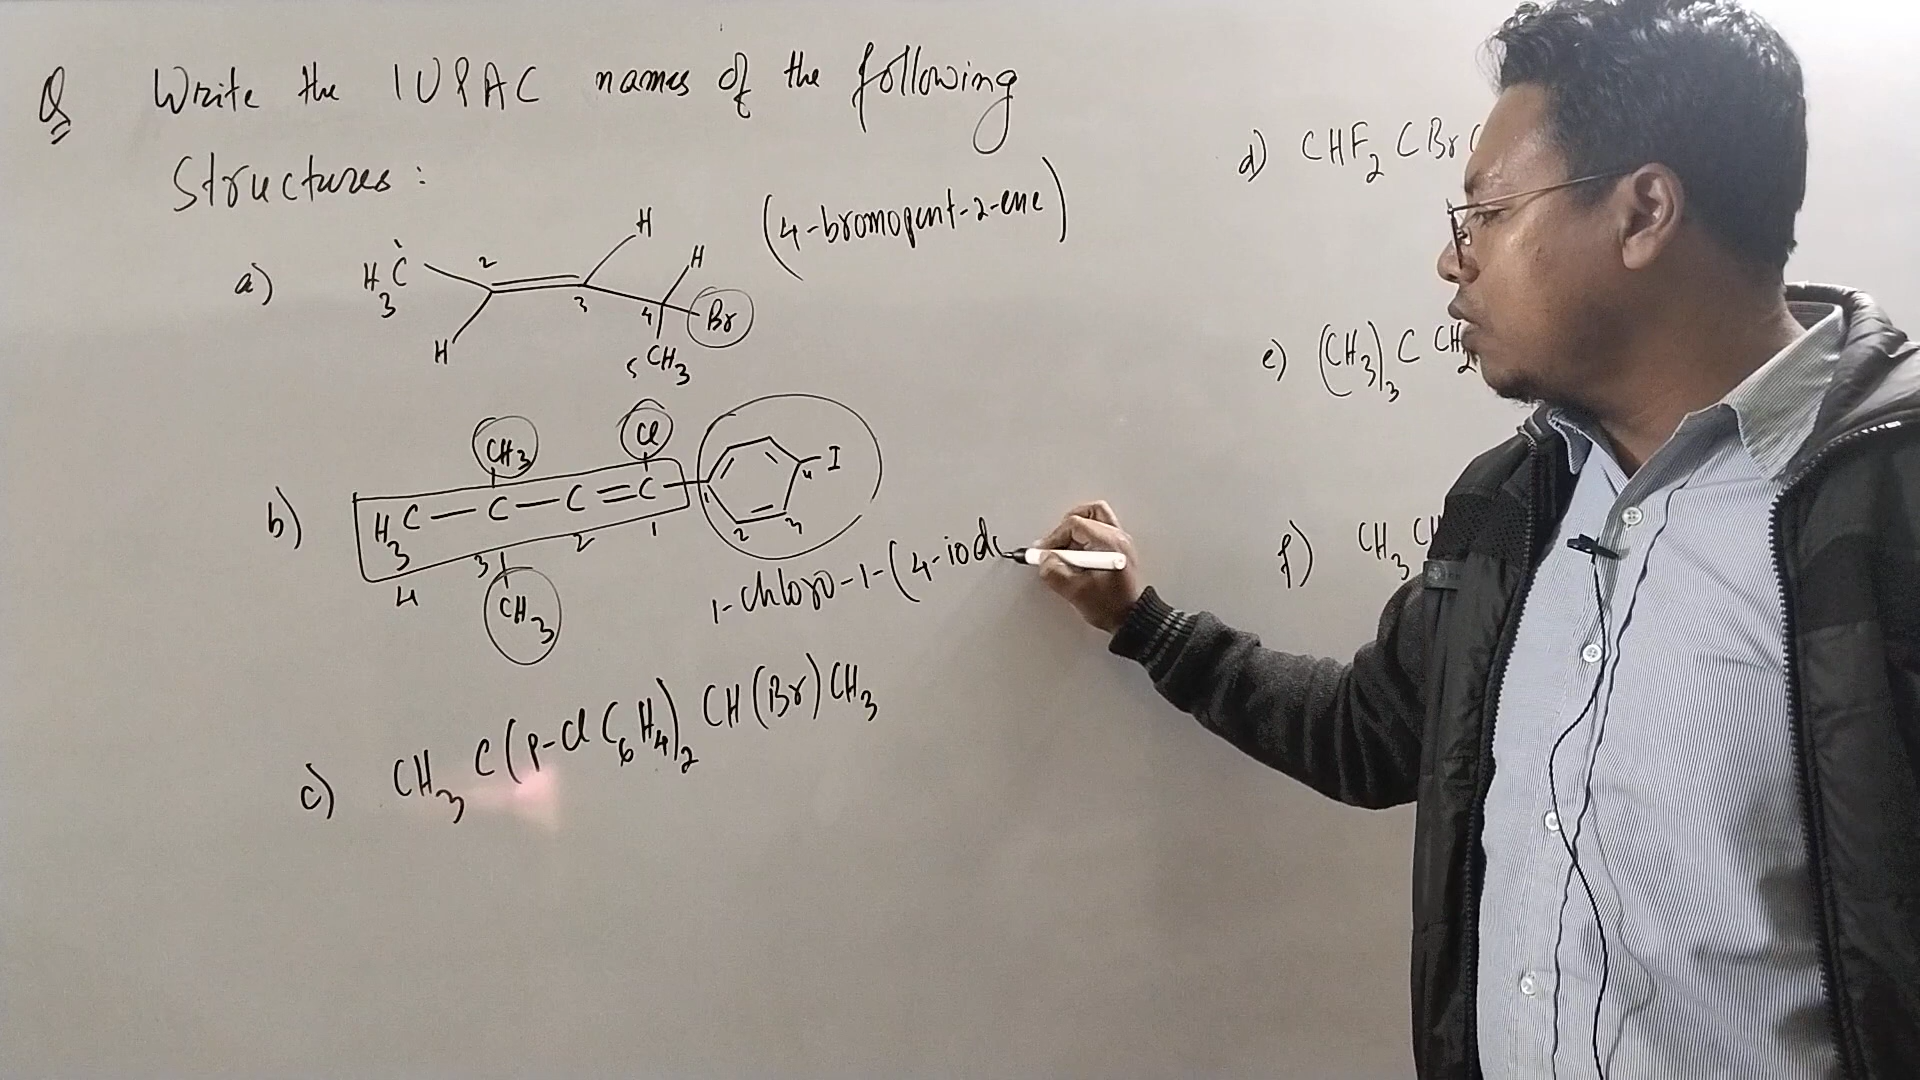 Q Write the IUPAC names of the following
Structures:
a) H3C 2 3 4 H H H Br 5 CH3
(4-bromopent-2-ene)
b) H3C — C — C = C I
CH3 Cl
4 3 2 1
CH3
1 2 3 4
1-chloro-1-(4-iodo
c) CH3 C(p-Cl C6H4)2 CH(Br)CH3
d) CHF2 CBr
e) (CH3)3 C CH2
f) CH3 CH